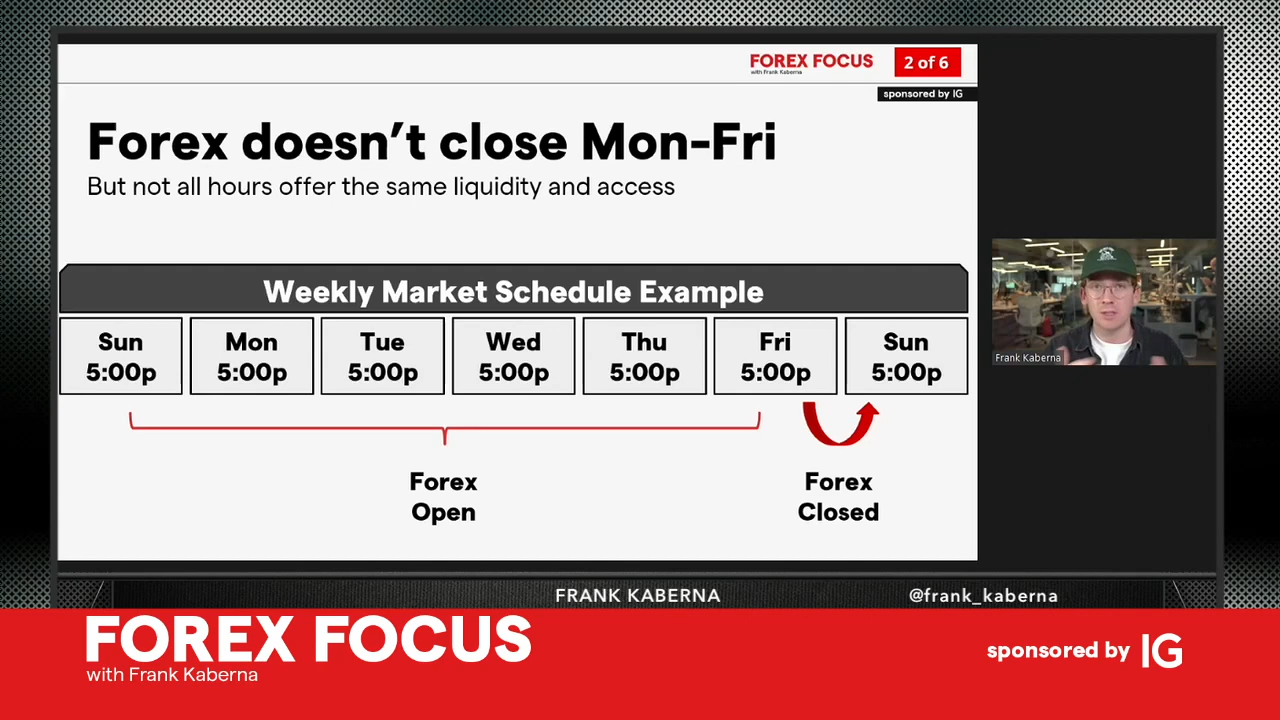 FOREX FOCUS
with Frank Kaberna
2 of 6
sponsored by IG
Forex doesn’t close Mon-Fri
But not all hours offer the same liquidity and access
Weekly Market Schedule Example
Sun Mon Tue Wed Thu Fri Sun
5:00p 5:00p 5:00p 5:00p 5:00p 5:00p 5:00p
Forex Forex
Open Closed
Frank Kaberna
FRANK KABERNA @frank_kaberna
FOREX FOCUS
with Frank Kaberna
sponsored by IG